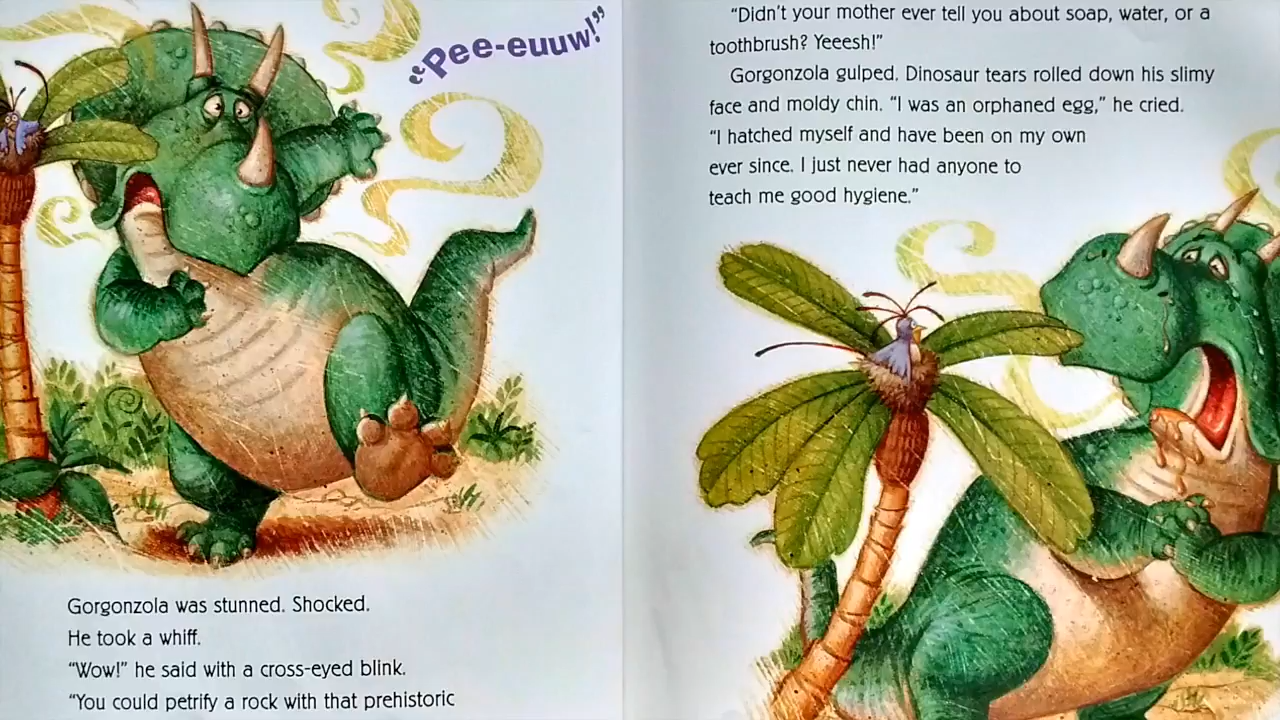 “Pee-euuw!”
Gorgonzola was stunned. Shocked.
He took a whiff.
“Wow!” he said with a cross-eyed blink.
“You could petrify a rock with that prehistoric
“Didn’t your mother ever tell you about soap, water, or a
toothbrush? Yeeesh!”
Gorgonzola gulped. Dinosaur tears rolled down his slimy
face and moldy chin. “I was an orphaned egg,” he cried.
“I hatched myself and have been on my own
ever since. I just never had anyone to
teach me good hygiene.”